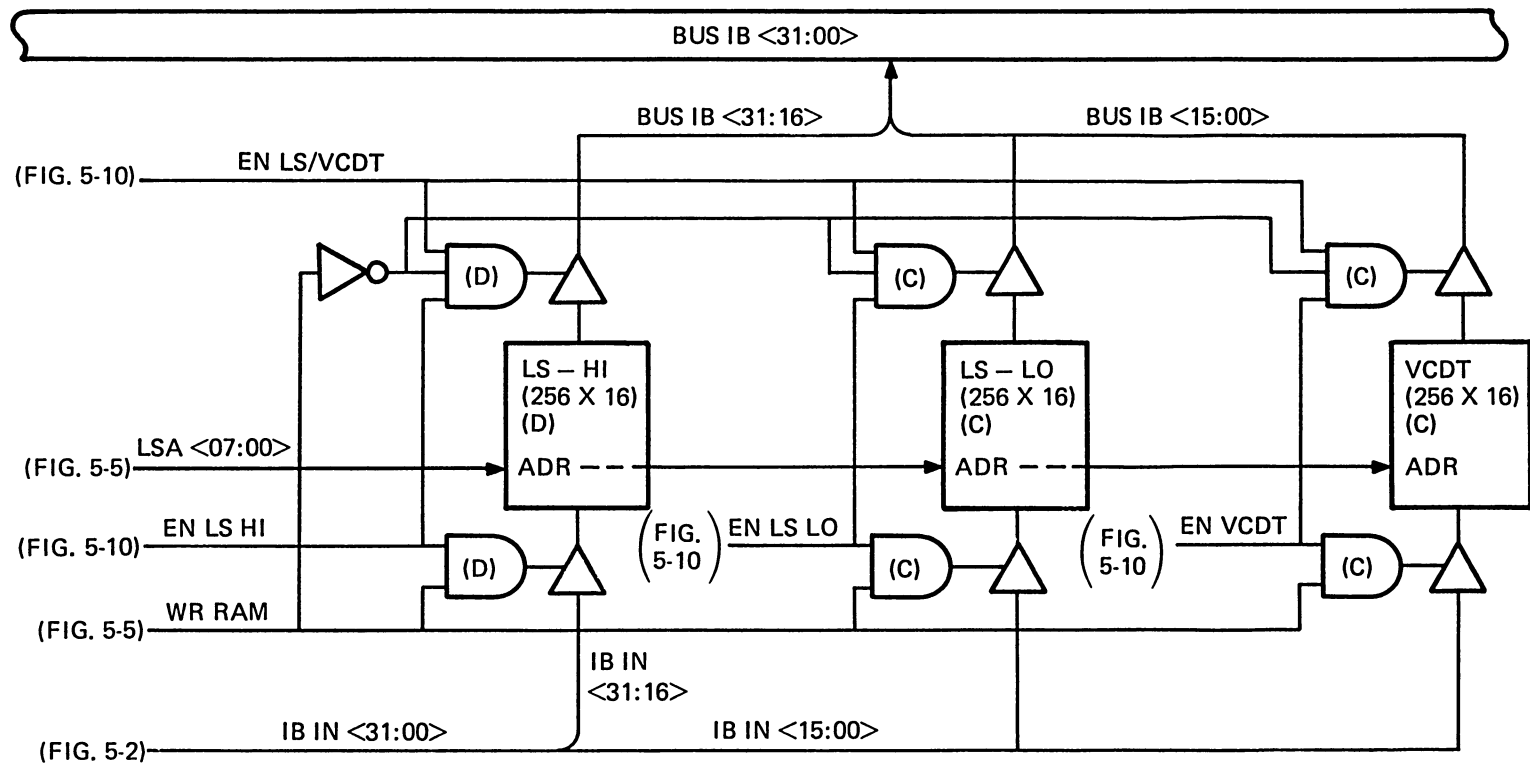 BUS IB <31:00>
BUS IB <31:16>
BUS IB <15:00>
(FIG. 5-10)
EN LS/VCDT
(D)
(C)
(C)
LS – HI
(256 X 16)
(D)
ADR
LS – LO
(256 X 16)
(C)
ADR
VCDT
(256 X 16)
(C)
ADR
(FIG. 5-5)
LSA <07:00>
(FIG. 5-10)
EN LS HI
(FIG.
5-10)
EN LS LO
(FIG.
5-10)
EN VCDT
(D)
(C)
(C)
(FIG. 5-5)
WR RAM
IB IN
<31:16>
(FIG. 5-2)
IB IN <31:00>
IB IN <15:00>